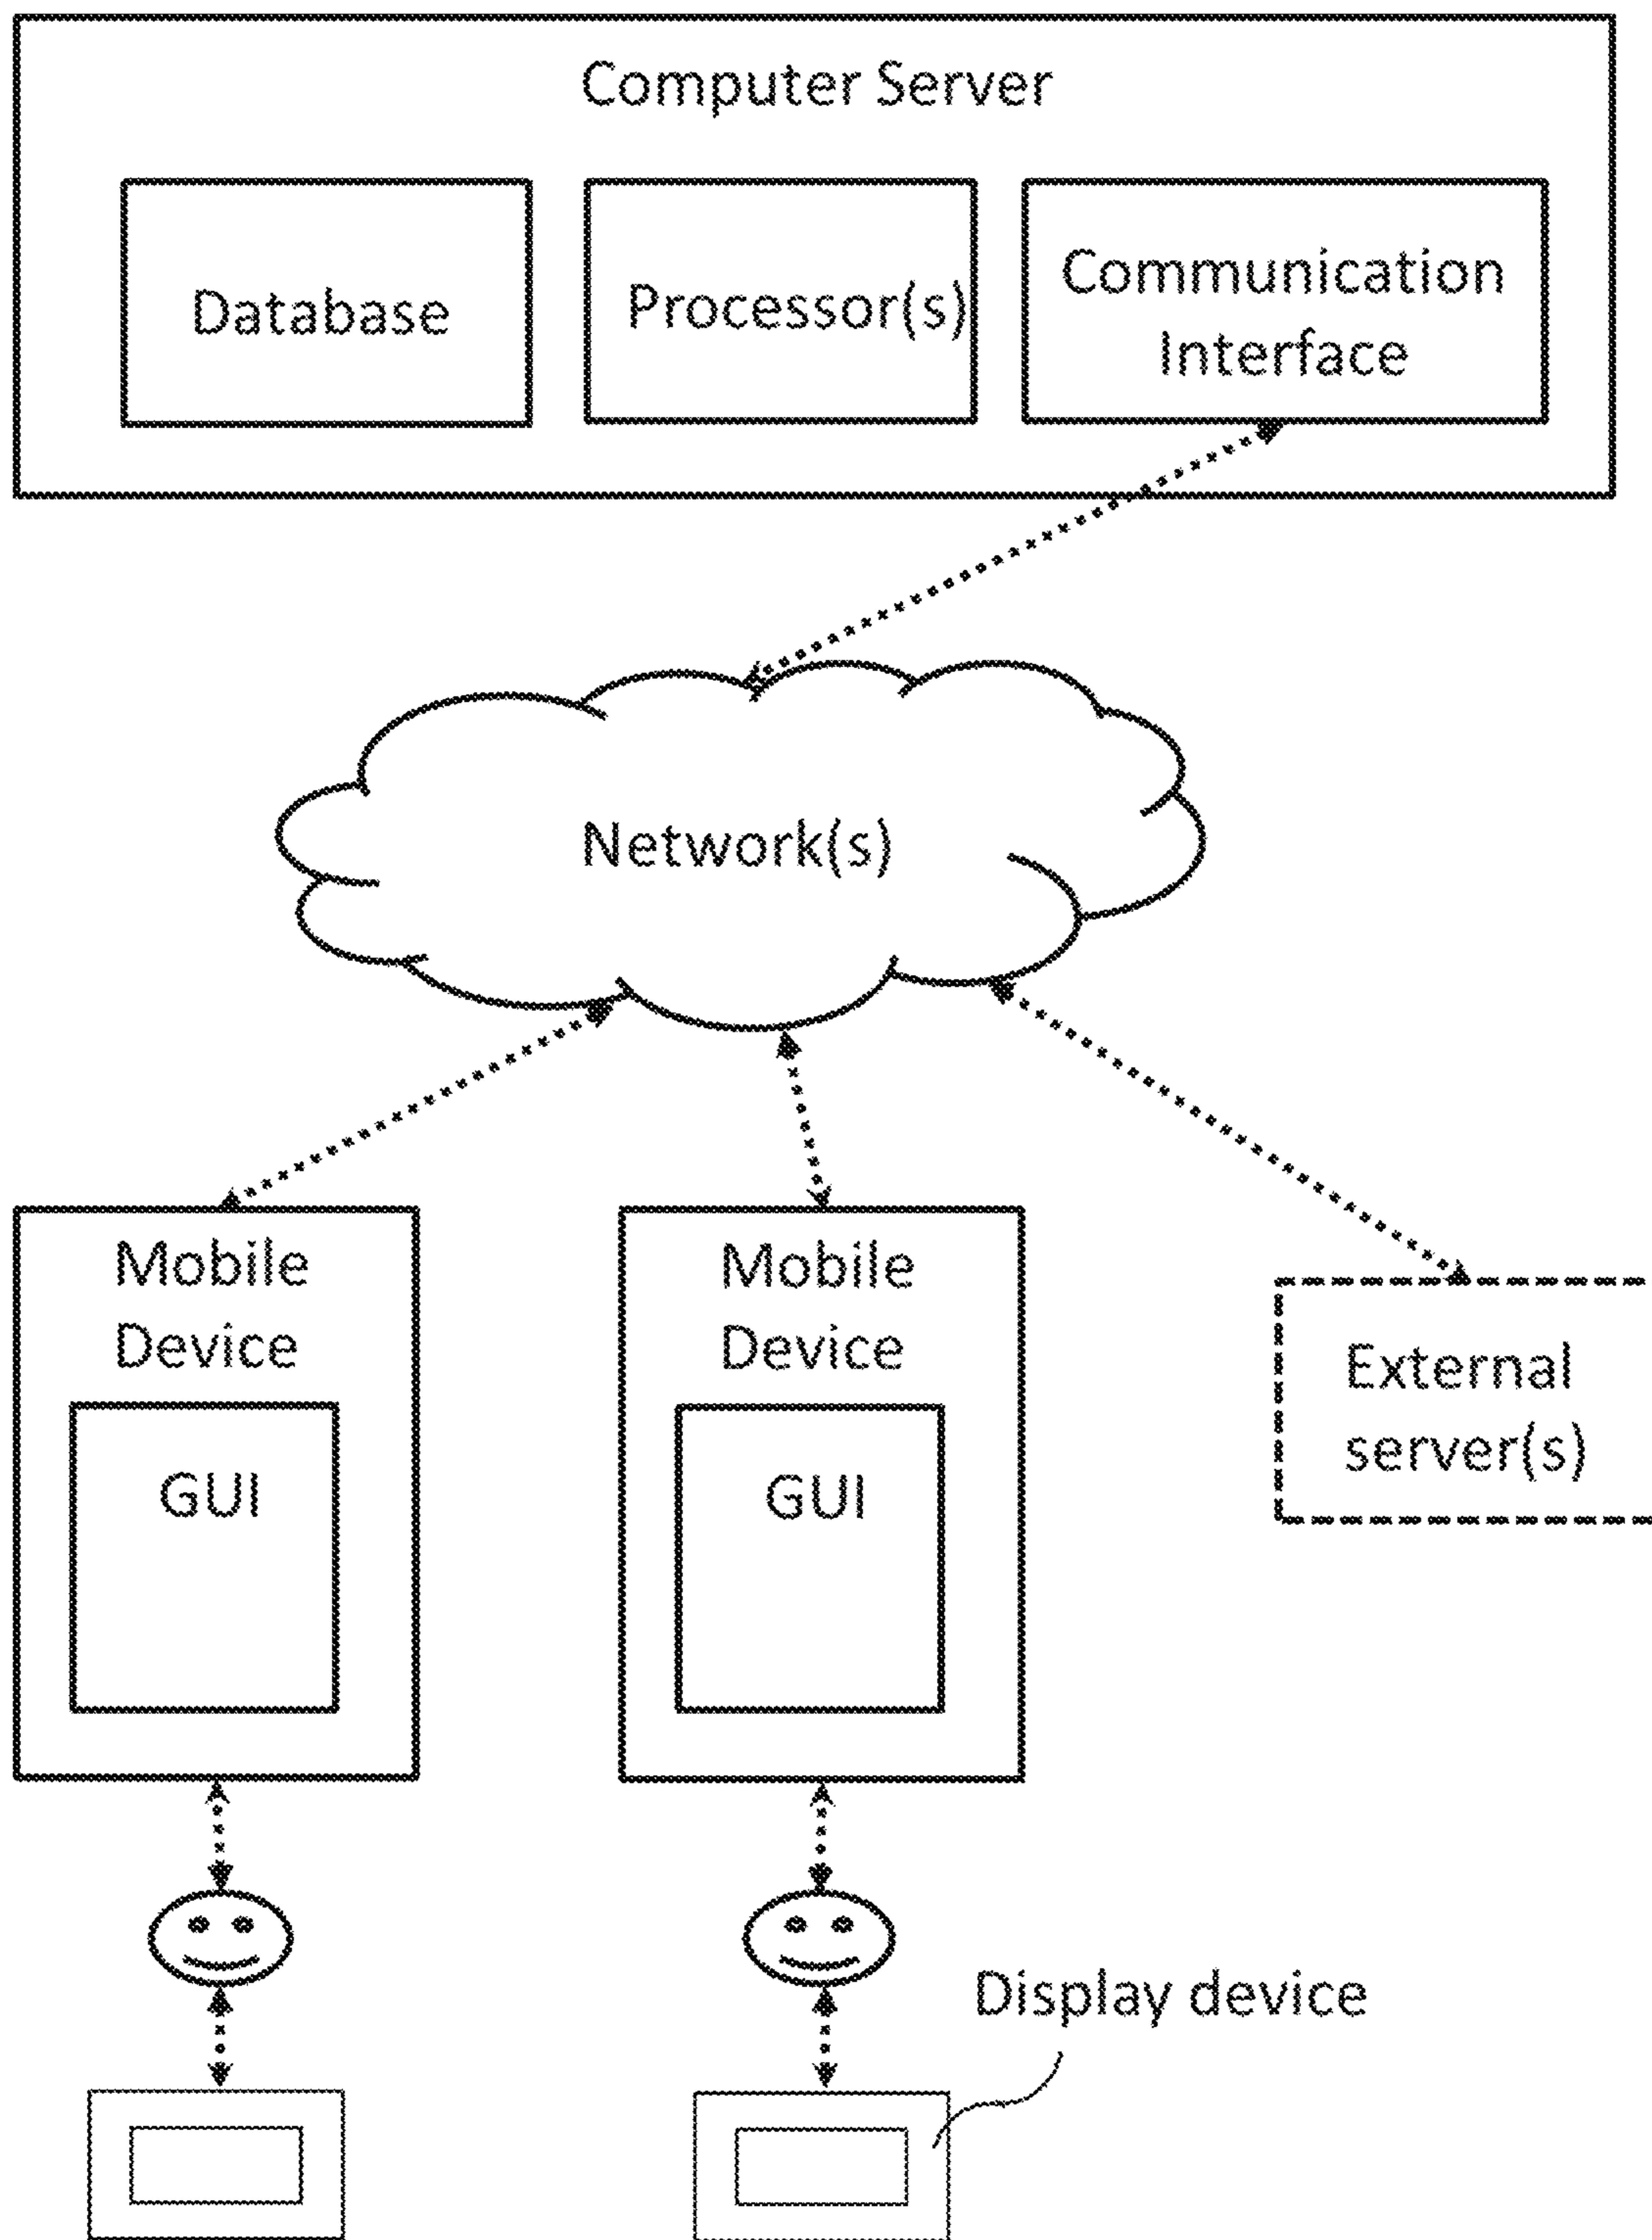 Computer Server
Database
Processor(s)
Communication
Interface
Network(s)
Mobile
Device
GUI
Mobile
Device
GUI
External
server(s)
Display device